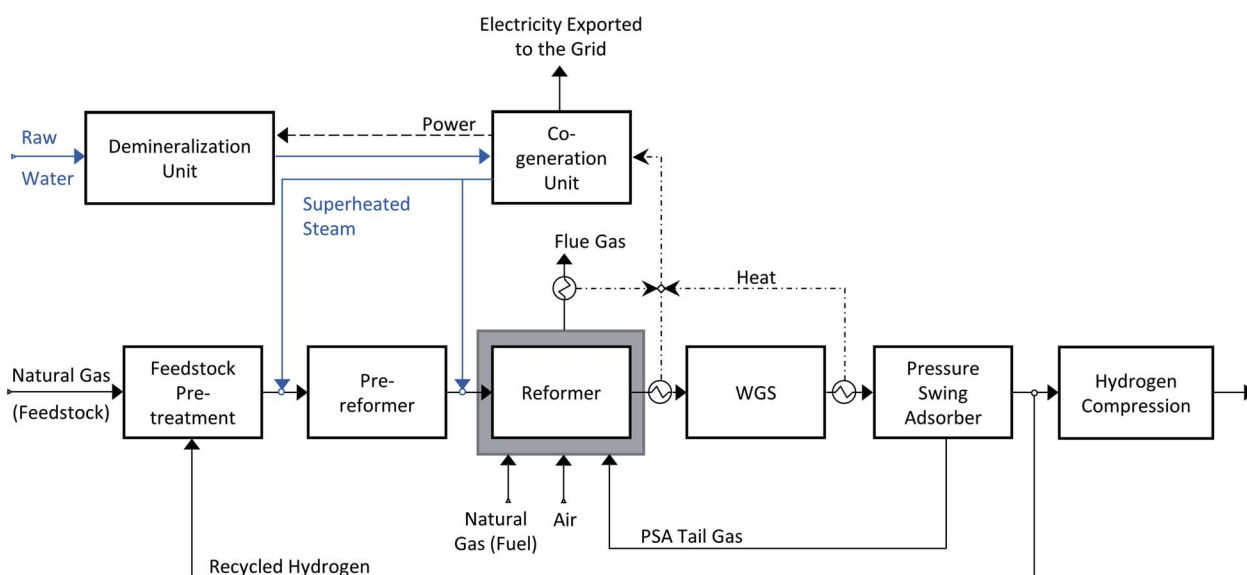 Electricity Exported
to the Grid
Raw
Water
Demineralization
Unit
Power
Co-
generation
Unit
Superheated
Steam
Flue Gas
Heat
Natural Gas
(Feedstock)
Feedstock
Pre-
treatment
Pre-
reformer
Reformer
WGS
Pressure
Swing
Adsorber
Hydrogen
Compression
Natural
Gas (Fuel)
Air
PSA Tail Gas
Recycled Hydrogen